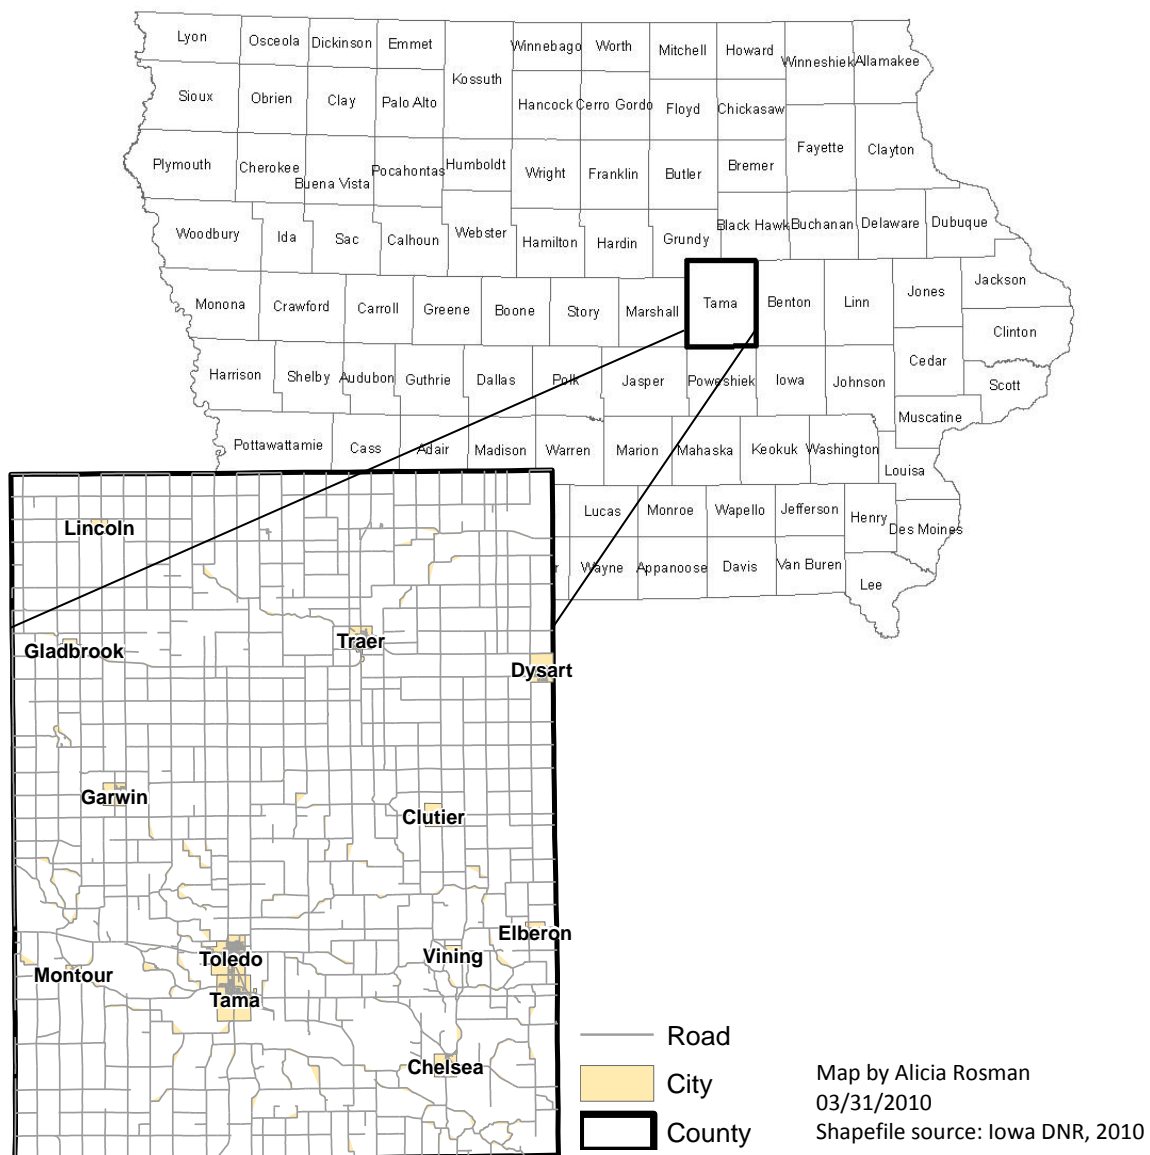 Lyon
Osceola
Dickinson
Emmet
Kossuth
Winnebago
Worth
Mitchell
Howard
Winneshiek
Allamakee
Sioux
Obrien
Clay
Palo Alto
Hancock
Cerro Gordo
Floyd
Chickasaw
Fayette
Clayton
Plymouth
Cherokee
Buena Vista
Pocahontas
Humboldt
Wright
Franklin
Butler
Bremer
Woodbury
Ida
Sac
Calhoun
Webster
Hamilton
Hardin
Grundy
Black Hawk
Buchanan
Delaware
Dubuque
Monona
Crawford
Carroll
Greene
Boone
Story
Marshall
Tama
Benton
Linn
Jones
Jackson
Clinton
Cedar
Scott
Harrison
Shelby
Audubon
Guthrie
Dallas
Polk
Jasper
Poweshiek
Iowa
Johnson
Muscatine
Pottawattamie
Cass
Adair
Madison
Warren
Marion
Mahaska
Keokuk
Washington
Louisa
Lucas
Monroe
Wapello
Jefferson
Henry
Des Moines
r
Wayne
Appanoose
Davis
Van Buren
Lee
Lincoln
Gladbrook
Traer
Dysart
Garwin
Clutier
Elberon
Vining
Toledo
Montour
Tama
Chelsea
Road
City
County
Map by Alicia Rosman
03/31/2010
Shapefile source: Iowa DNR, 2010